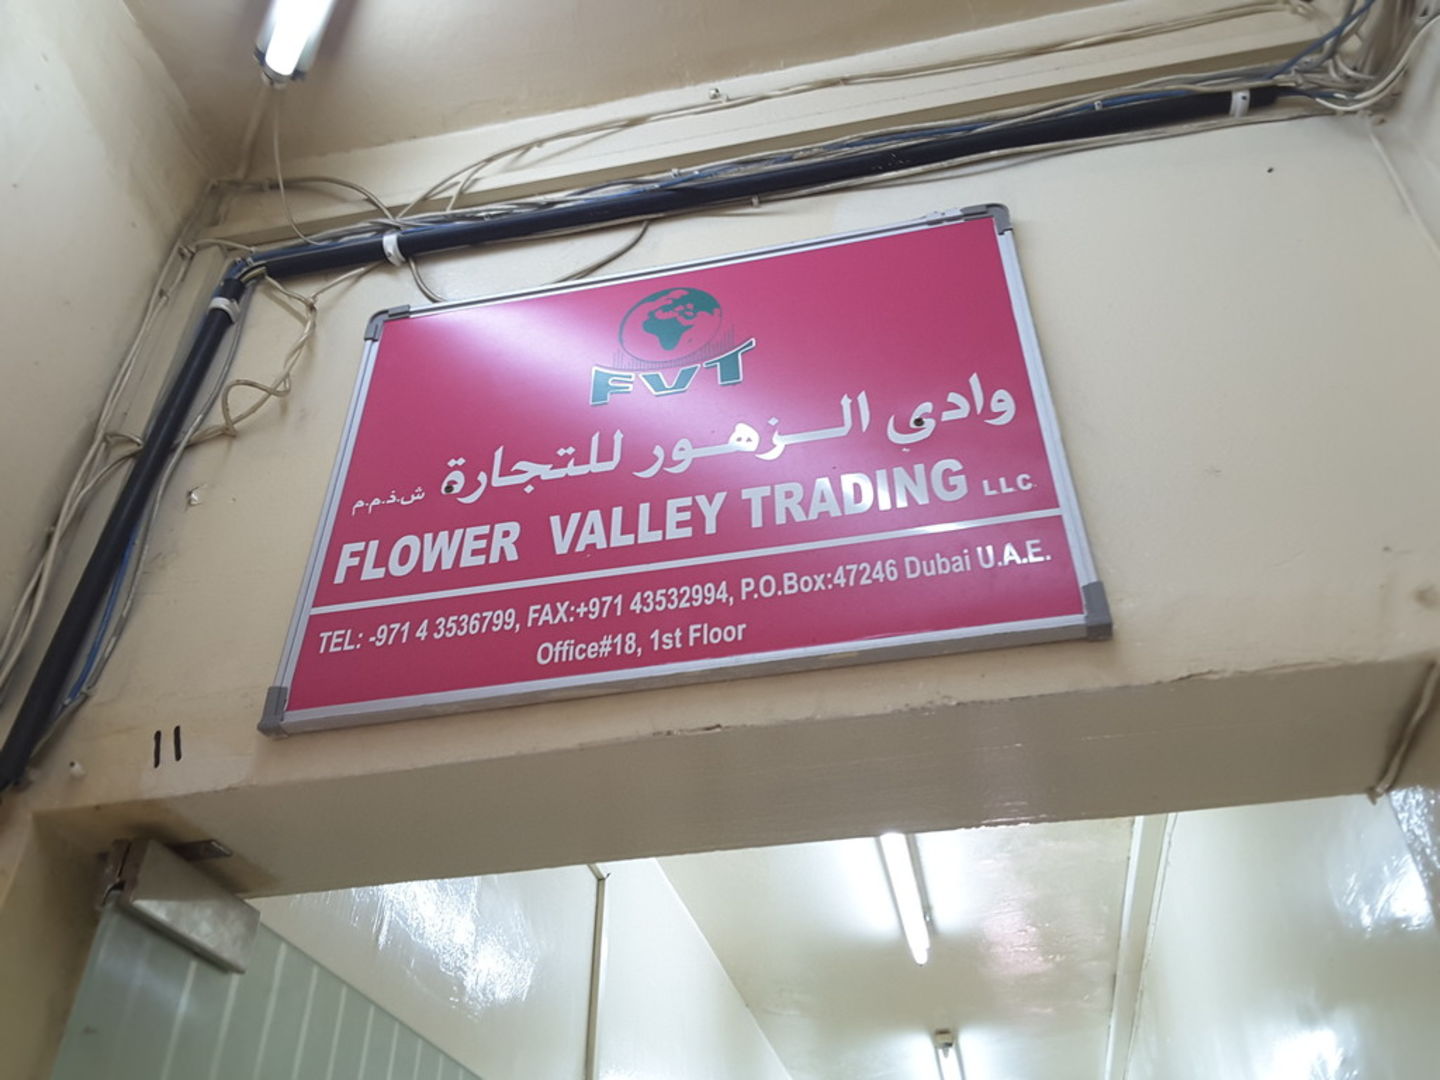 FVT
وادي الزهور للتجارة ش.ذ.م.م
FLOWER VALLEY TRADING LLC.
TEL: -971 4 3536799, FAX:+971 43532994, P.O.Box:47246 Dubai U.A.E.
Office#18, 1st Floor
11